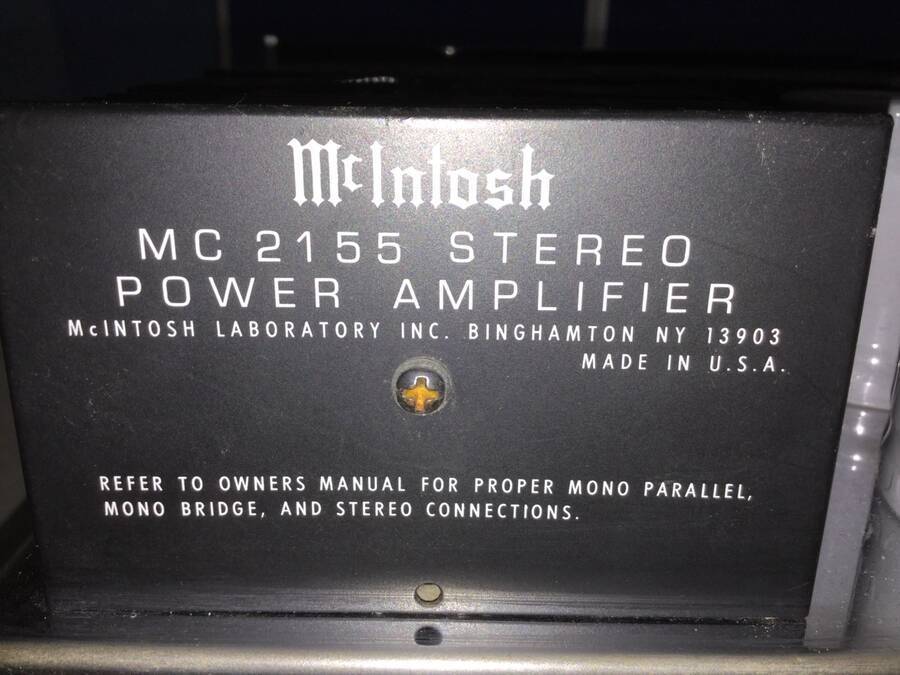 McIntosh
MC 2155 STEREO
POWER AMPLIFIER
McINTOSH LABORATORY INC. BINGHAMTON NY 13903
MADE IN U.S.A.
REFER TO OWNERS MANUAL FOR PROPER MONO PARALLEL,
MONO BRIDGE, AND STEREO CONNECTIONS.